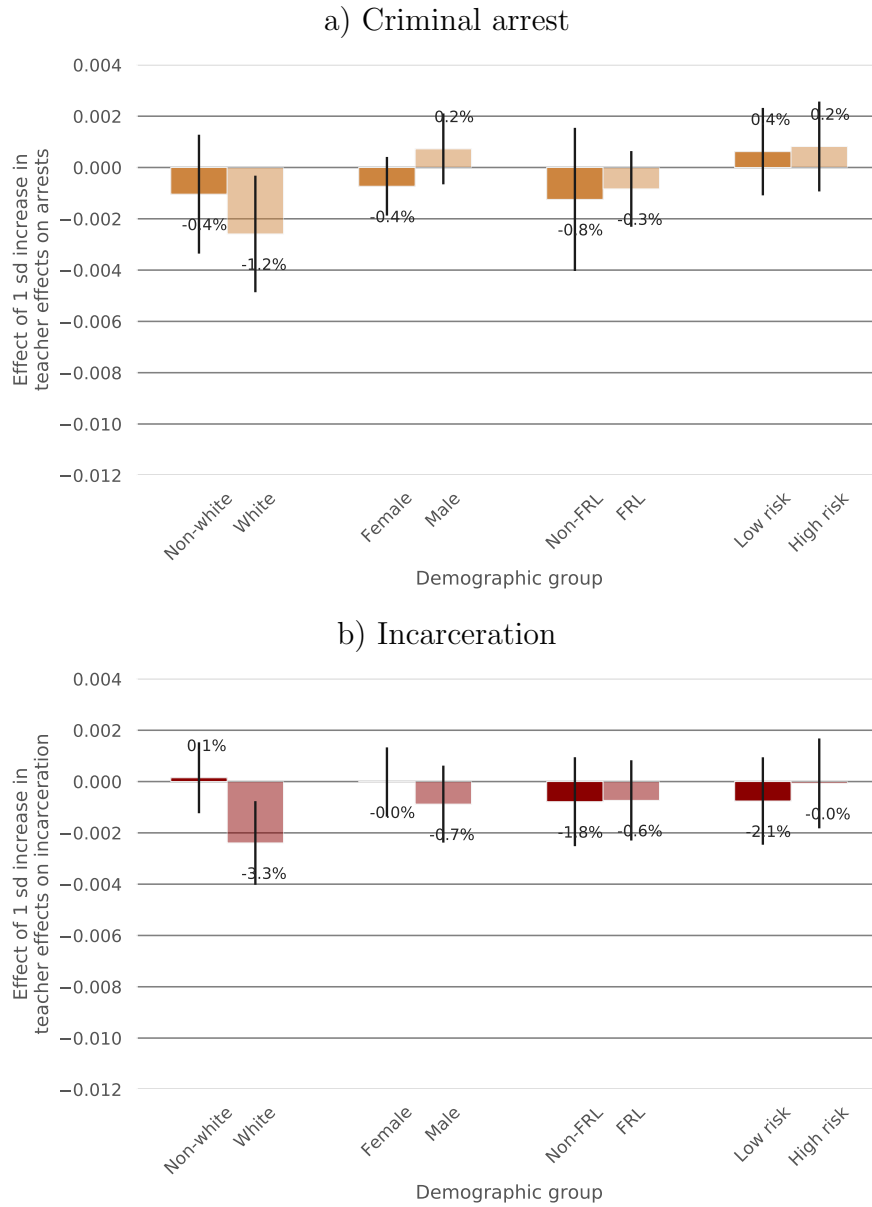 a) Criminal arrest
0.004
0.002
0.000
−0.002
−0.004
−0.006
−0.008
−0.010
−0.012
Effect of 1 sd increase in
teacher effects on arrests
-0.4%
-1.2%
-0.4%
0.2%
-0.8%
-0.3%
0.4%
0.2%
Non-white
White
Female
Male
Non-FRL
FRL
Low risk
High risk
Demographic group
b) Incarceration
0.004
0.002
0.000
−0.002
−0.004
−0.006
−0.008
−0.010
−0.012
Effect of 1 sd increase in
teacher effects on incarceration
0.1%
-3.3%
-0.0%
-0.7%
-1.8%
-0.6%
-2.1%
-0.0%
Non-white
White
Female
Male
Non-FRL
FRL
Low risk
High risk
Demographic group